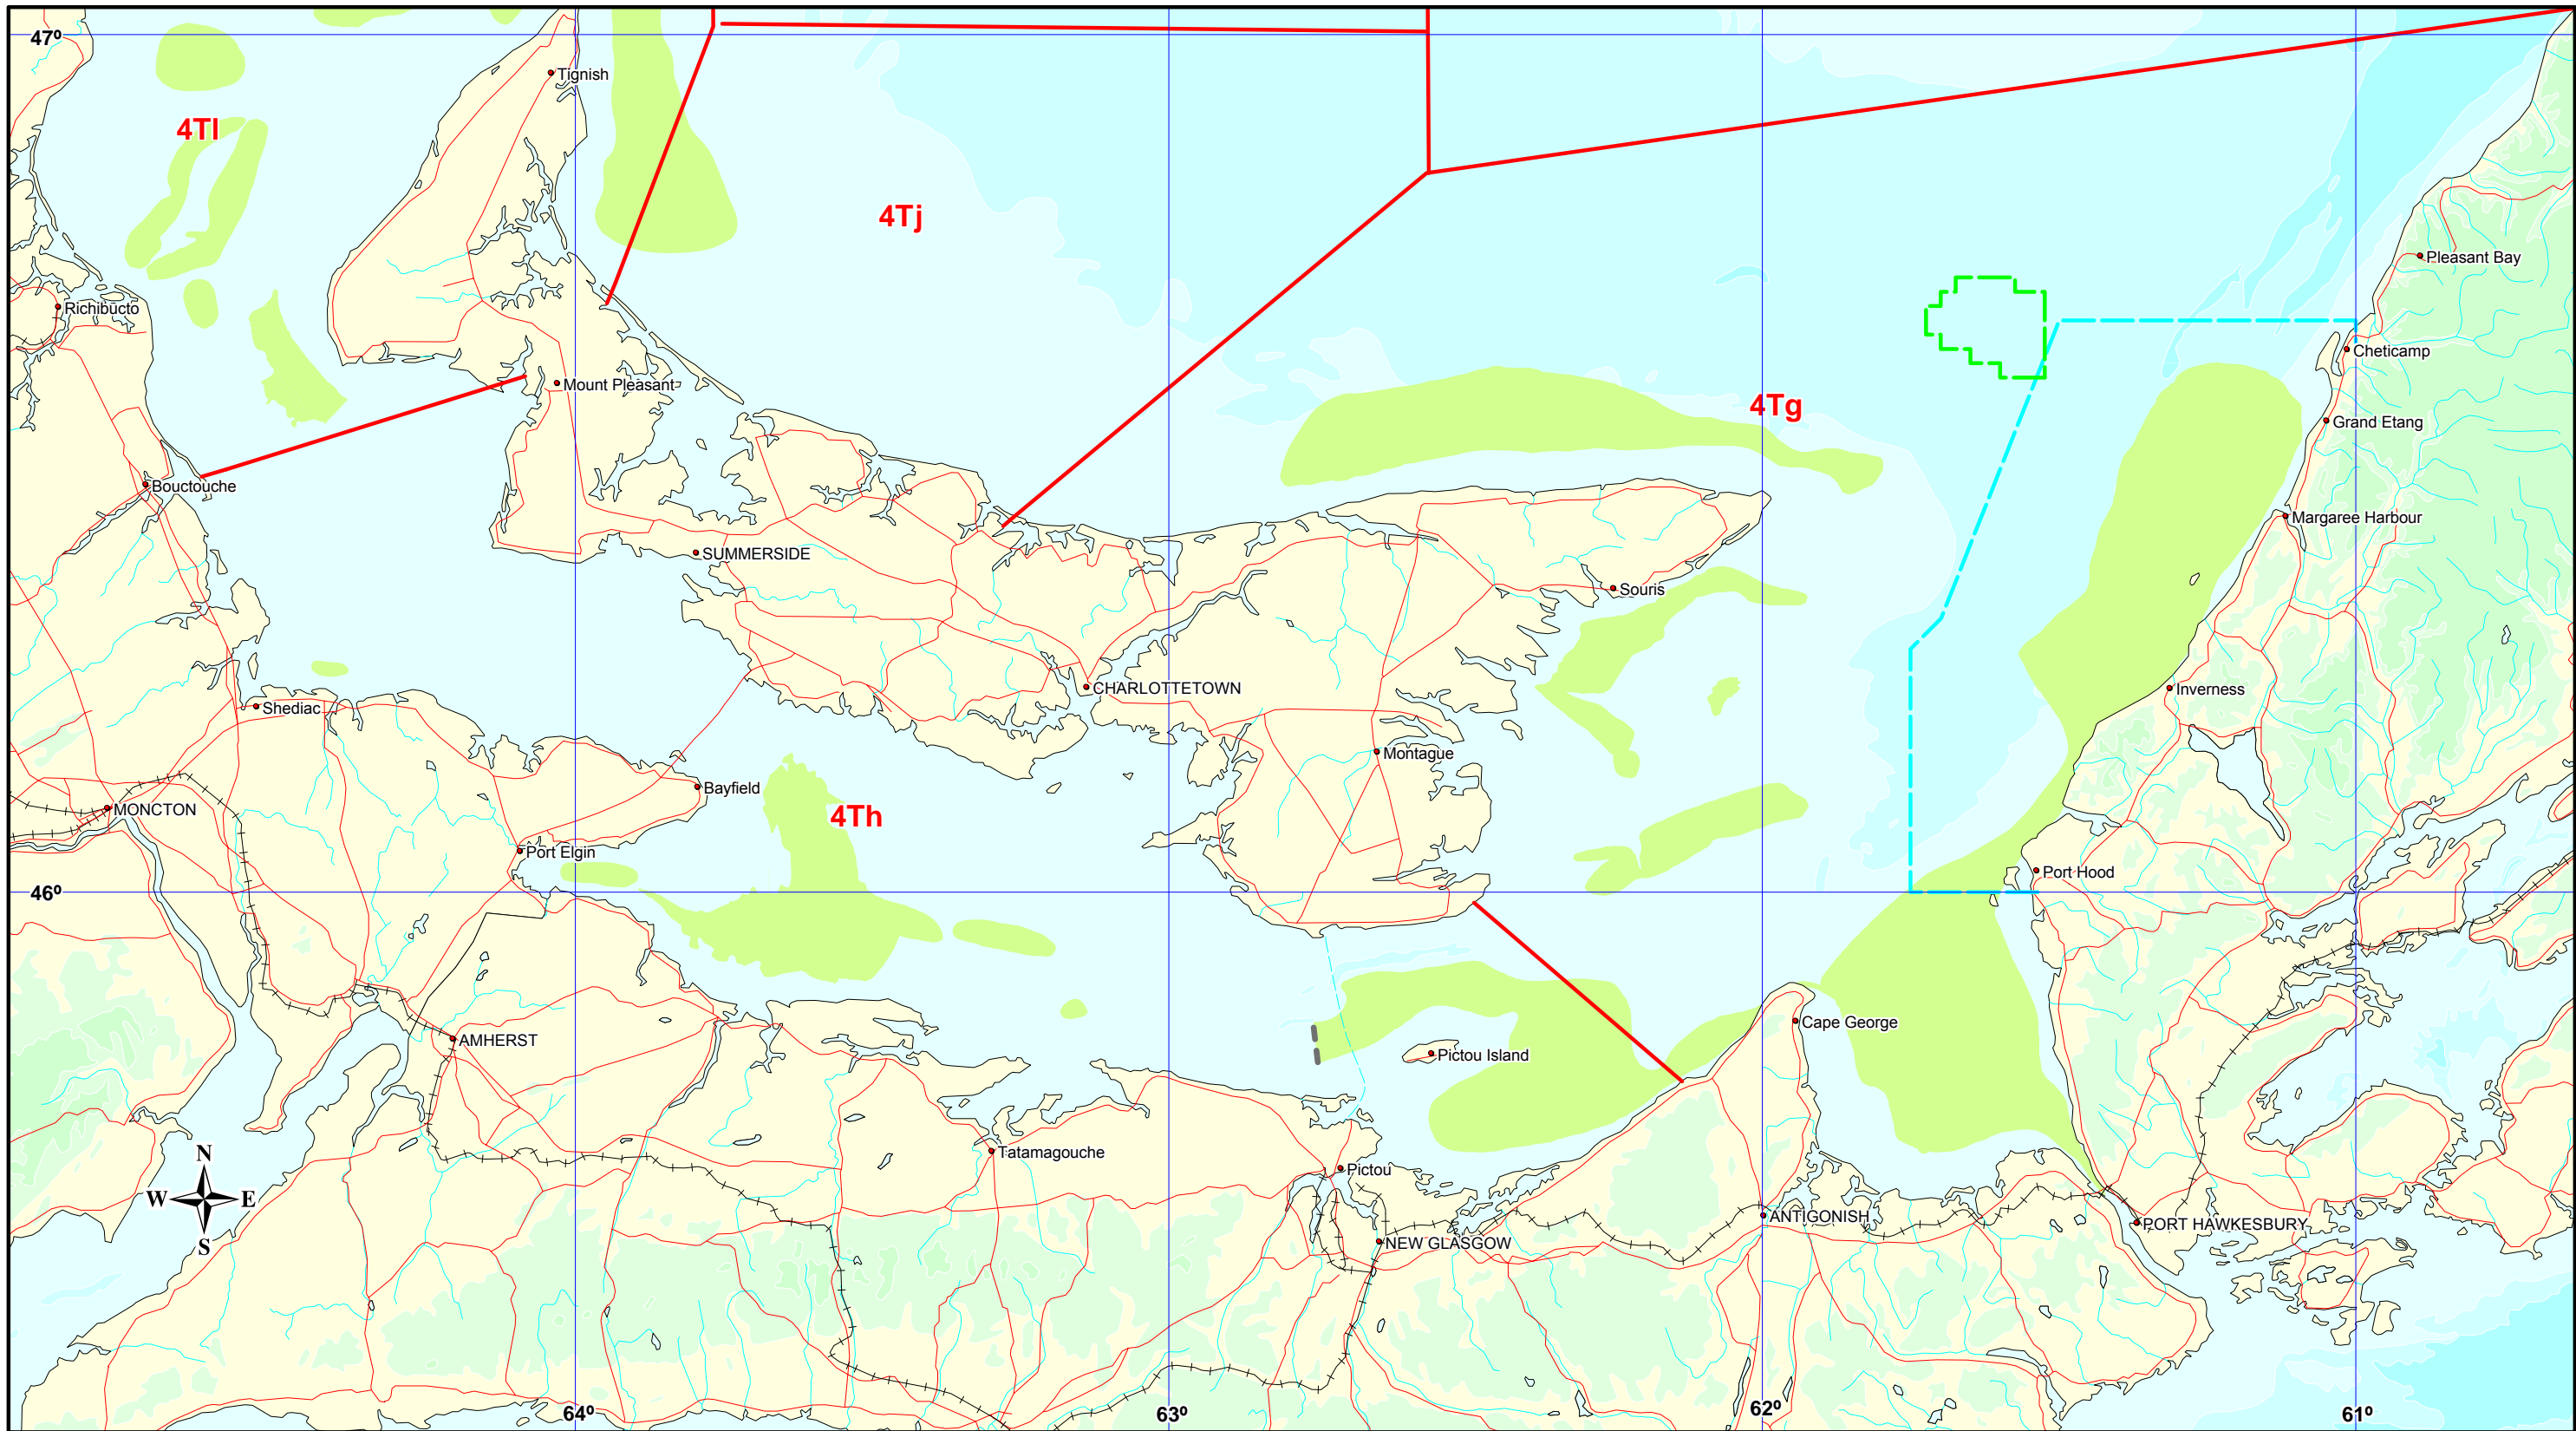 47º
Tignish
4Tl
4Tj
Pleasant Bay
Richibucto
Cheticamp
Mount Pleasant
4Tg
Grand Etang
Bouctouche
Margaree Harbour
SUMMERSIDE
Souris
CHARLOTTETOWN
Inverness
Shediac
Montague
Bayfield
MONCTON
4Th
Port Elgin
Port Hood
46º
Cape George
AMHERST
Pictou Island
Tatamagouche
N
Pictou
W E
ANTIGONISH
PORT HAWKESBURY
S
NEW GLASGOW
64º
63º
62º
61º